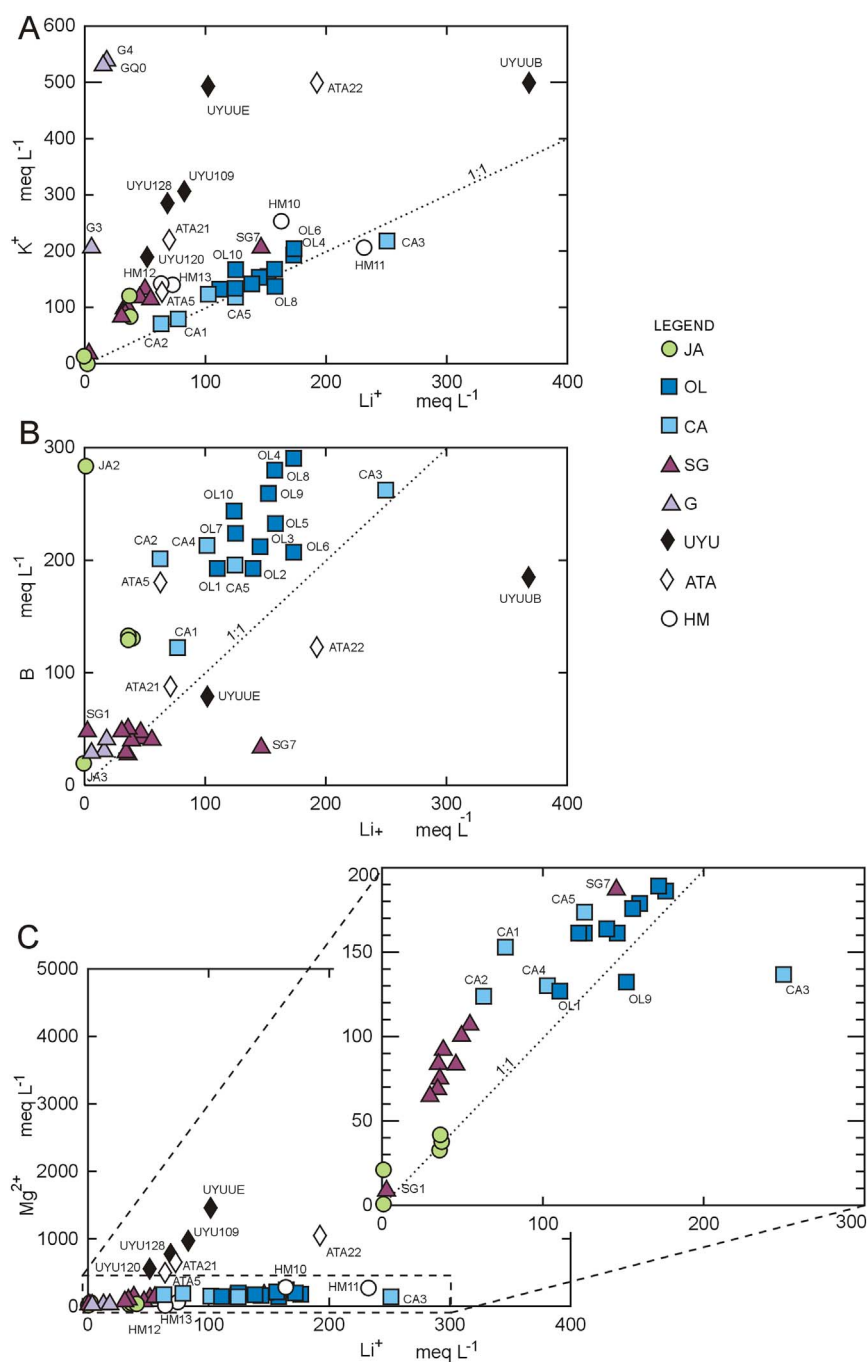 A
600
500
400
300
200
100
0
K+ meq L-1
G4
GQ0
UYUUE
ATA22
UYUUB
UYU128
UYU109
1:1
HM10
G3
ATA21
SG7
OL6
OL4
CA3
UYU120
OL10
HM11
HM12
HM13
ATA5
OL8
CA5
CA1
CA2
0 100 200 300 400
Li+ meq L-1
LEGEND
JA
OL
CA
SG
G
UYU
ATA
HM
B
300
200
100
0
B meq L-1
JA2
OL4
OL8
CA3
OL10
OL9
CA2
CA4
OL7
OL5
OL3
OL6
ATA5
OL1
CA5
OL2
UYUUB
CA1
1:1
ATA22
ATA21
UYUUE
SG1
SG7
JA3
0 100 200 300 400
Li+ meq L-1
C
5000
4000
3000
2000
1000
0
Mg2+ meq L-1
UYUUE
UYU109
UYU128
ATA22
ATA21
UYU120
ATA5
HM10
HM11
CA3
HM13
HM12
0 100 200 300 400
Li+ meq L-1
200
150
100
50
0
SG7
CA5
CA1
CA2
CA4
OL1
OL9
CA3
1:1
SG1
0 100 200 300